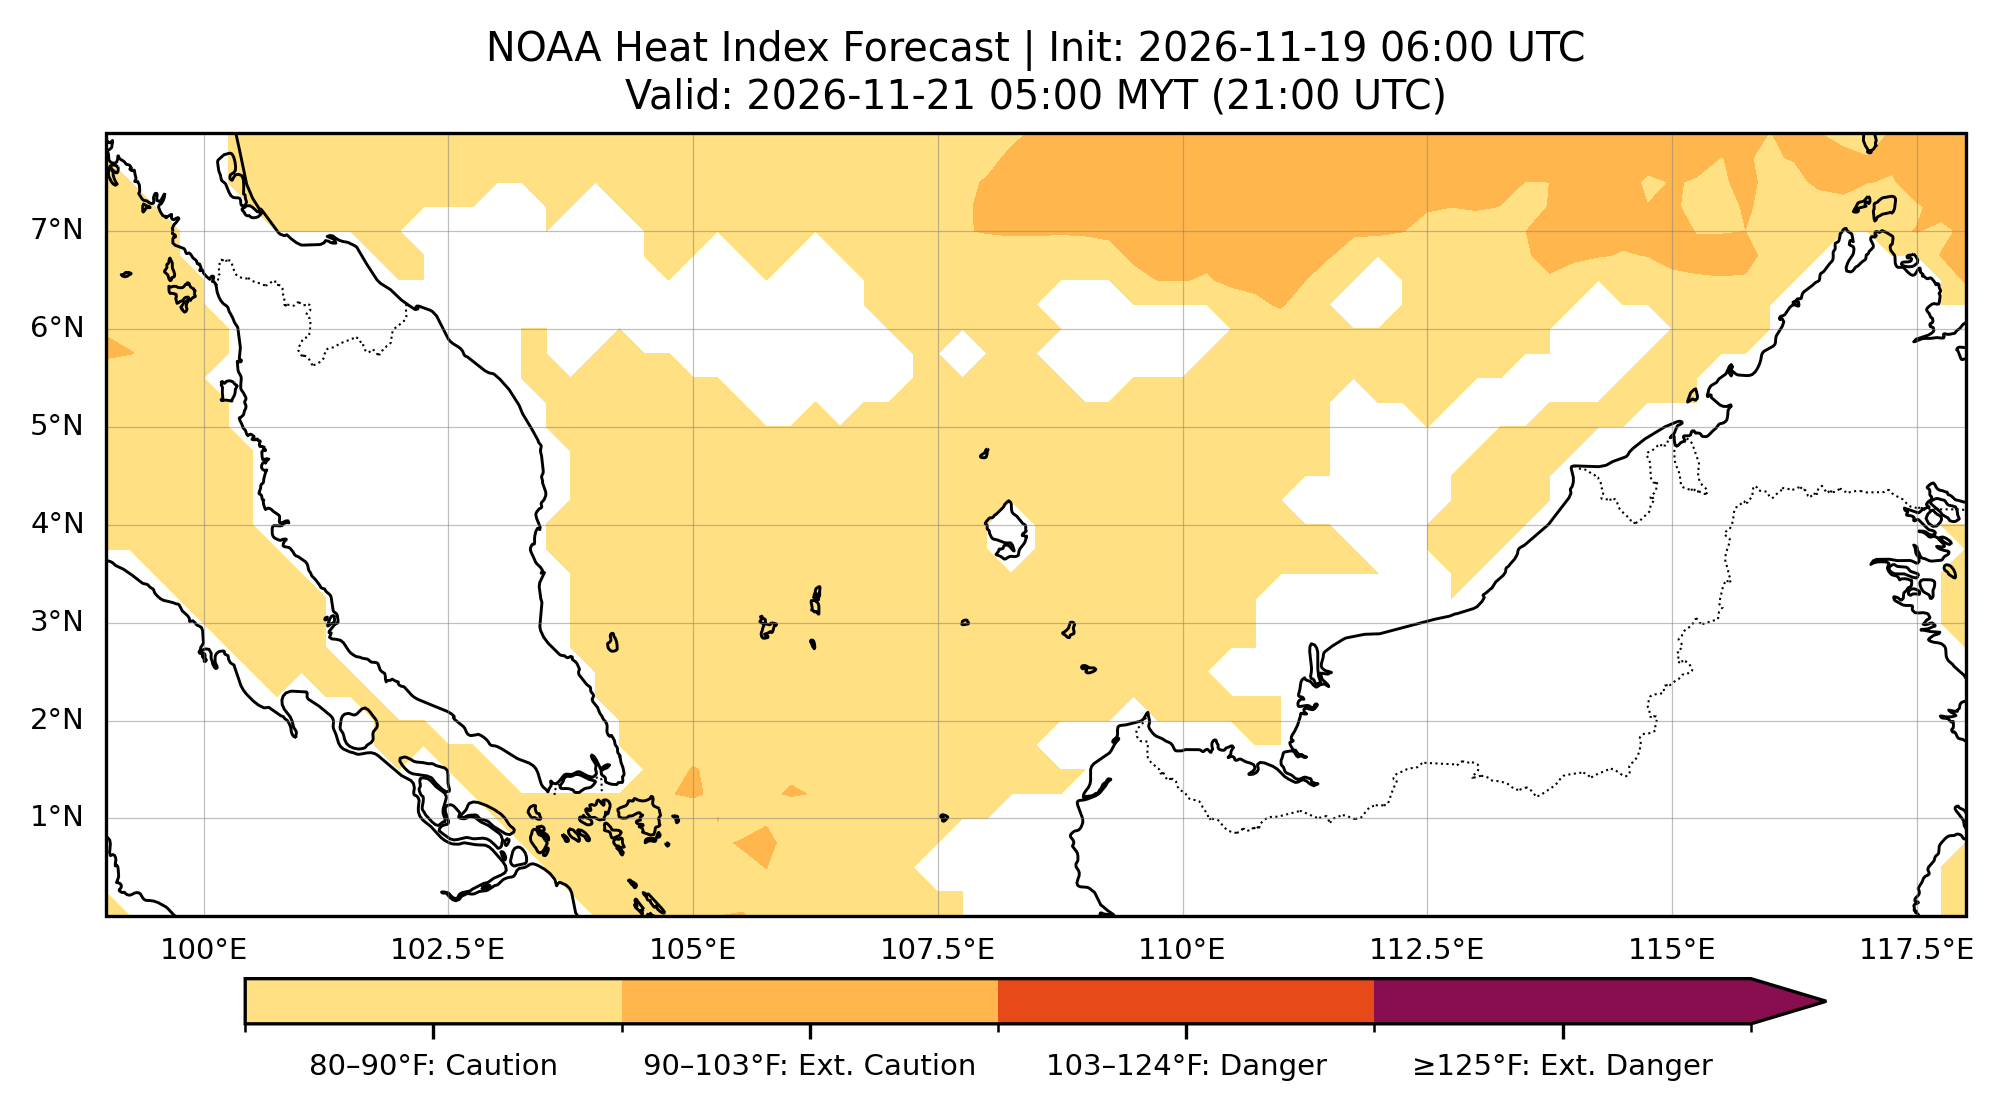 NOAA Heat Index Forecast | Init: 2026-11-19 06:00 UTC
Valid: 2026-11-21 05:00 MYT (21:00 UTC)
7°N
6°N
5°N
4°N
3°N
2°N
1°N
100°E 102.5°E 105°E 107.5°E 110°E 112.5°E 115°E 117.5°E
80–90°F: Caution 90–103°F: Ext. Caution 103–124°F: Danger ≥125°F: Ext. Danger